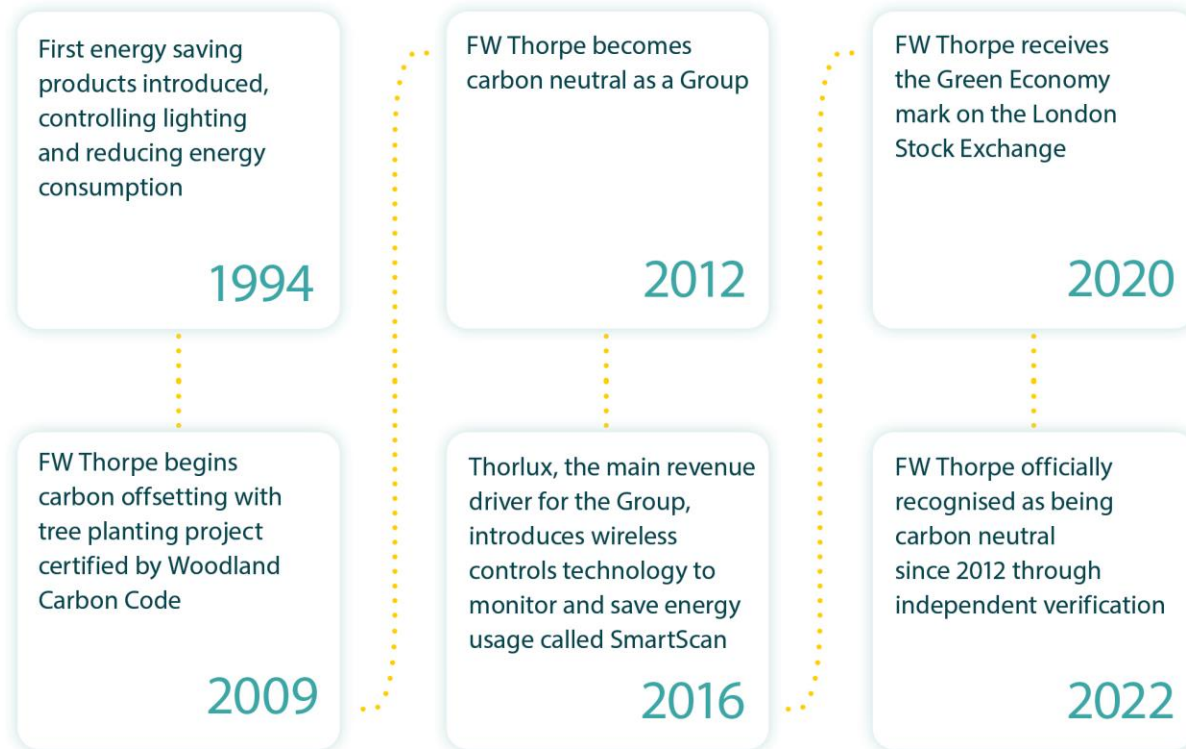 First energy saving
products introduced,
controlling lighting
and reducing energy
consumption
1994
FW Thorpe begins
carbon offsetting with
tree planting project
certified by Woodland
Carbon Code
2009
FW Thorpe becomes
carbon neutral as a Group
2012
Thorlux, the main revenue
driver for the Group,
introduces wireless
controls technology to
monitor and save energy
usage called SmartScan
2016
FW Thorpe receives
the Green Economy
mark on the London
Stock Exchange
2020
FW Thorpe officially
recognised as being
carbon neutral
since 2012 through
independent verification
2022